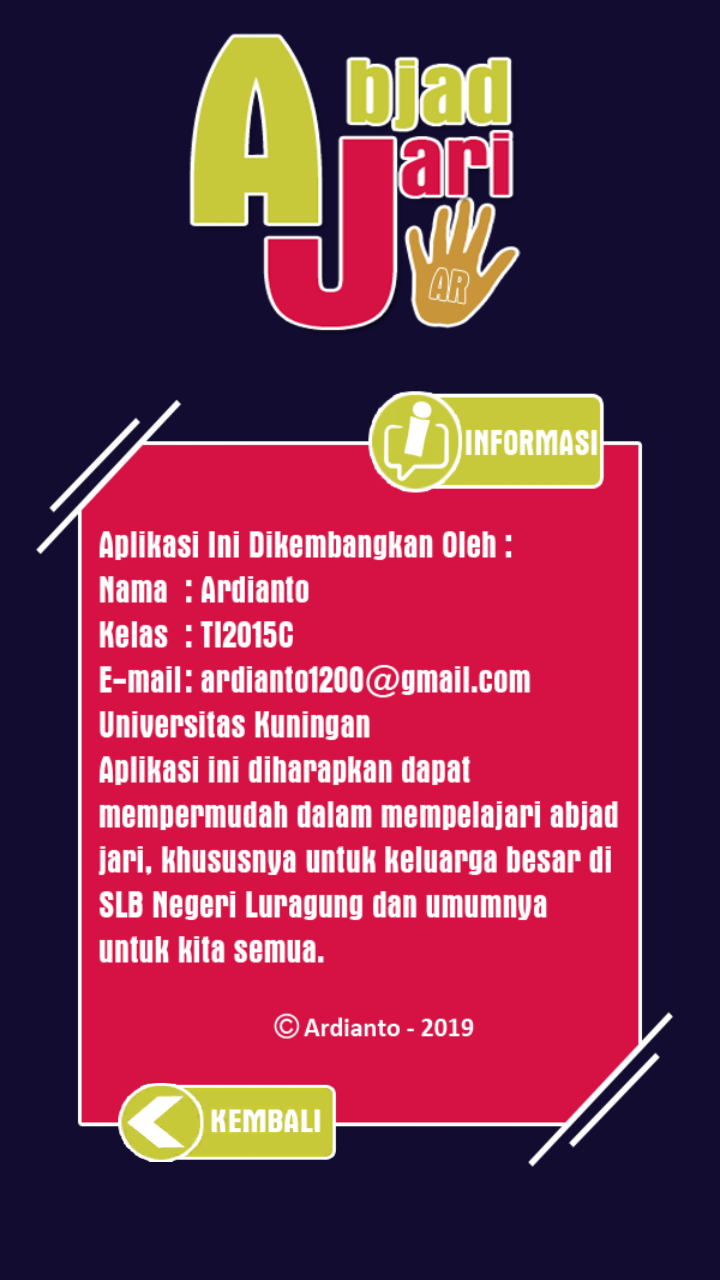 Abjad
Jari
AR
INFORMASI
Aplikasi Ini Dikembangkan Oleh :
Nama : Ardianto
Kelas : TI2015C
E-mail : ardianto1200@gmail.com
Universitas Kuningan
Aplikasi ini diharapkan dapat
mempermudah dalam mempelajari abjad
jari, khususnya untuk keluarga besar di
SLB Negeri Luragung dan umumnya
untuk kita semua.
© Ardianto - 2019
KEMBALI